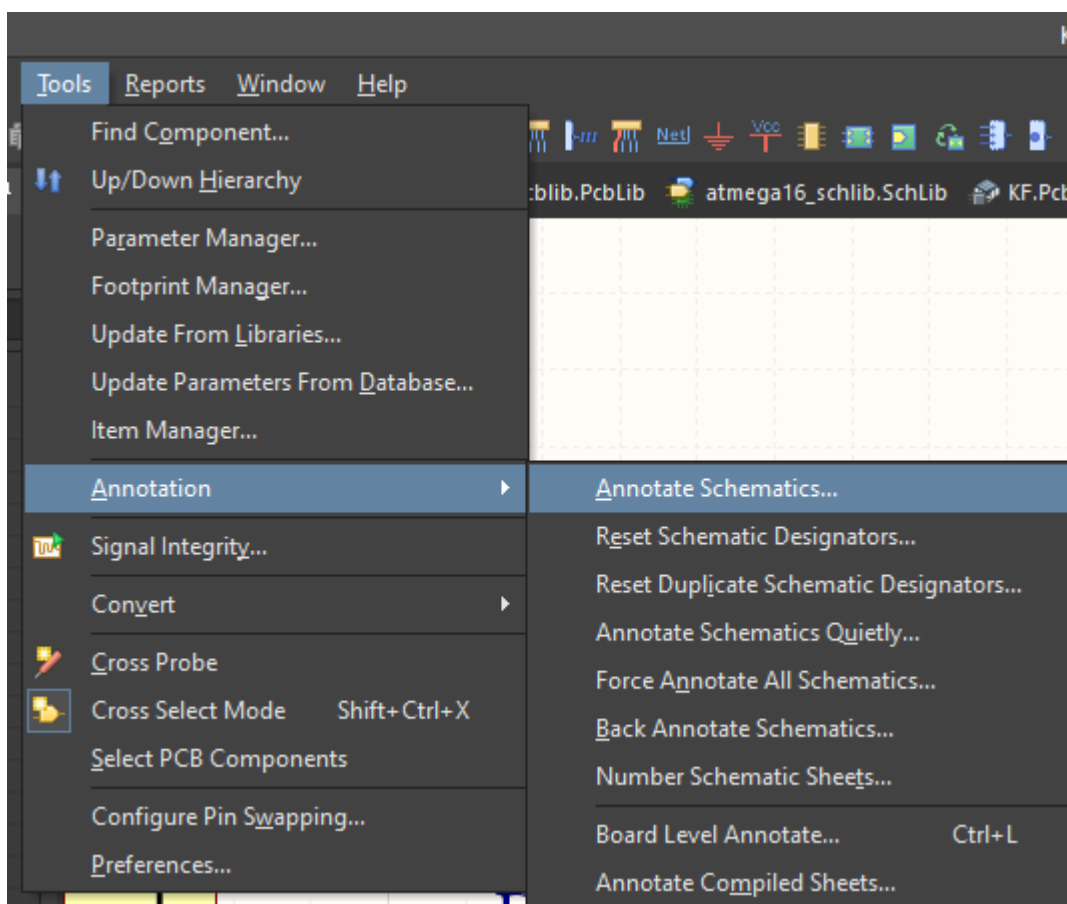 K
Tools Reports Window Help
Find Component...
Net Vcc
Up/Down Hierarchy
cblib.PcbLib atmega16_schlib.SchLib KF.Pcb
Parameter Manager...
Footprint Manager...
Update From Libraries...
Update Parameters From Database...
Item Manager...
Annotation
Annotate Schematics...
Signal Integrity...
Reset Schematic Designators...
Convert
Reset Duplicate Schematic Designators...
Cross Probe
Annotate Schematics Quietly...
Cross Select Mode Shift+Ctrl+X
Force Annotate All Schematics...
Select PCB Components
Back Annotate Schematics...
Configure Pin Swapping...
Number Schematic Sheets...
Preferences...
Board Level Annotate... Ctrl+L
Annotate Compiled Sheets...